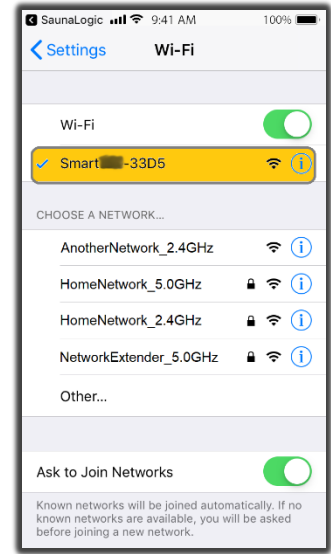 SaunaLogic 9:41 AM 100%
Settings Wi-Fi
Wi-Fi
Smart -33D5
CHOOSE A NETWORK...
AnotherNetwork_2.4GHz
HomeNetwork_5.0GHz
HomeNetwork_2.4GHz
NetworkExtender_5.0GHz
Other...
Ask to Join Networks
Known networks will be joined automatically. If no
known networks are available, you will be asked
before joining a new network.